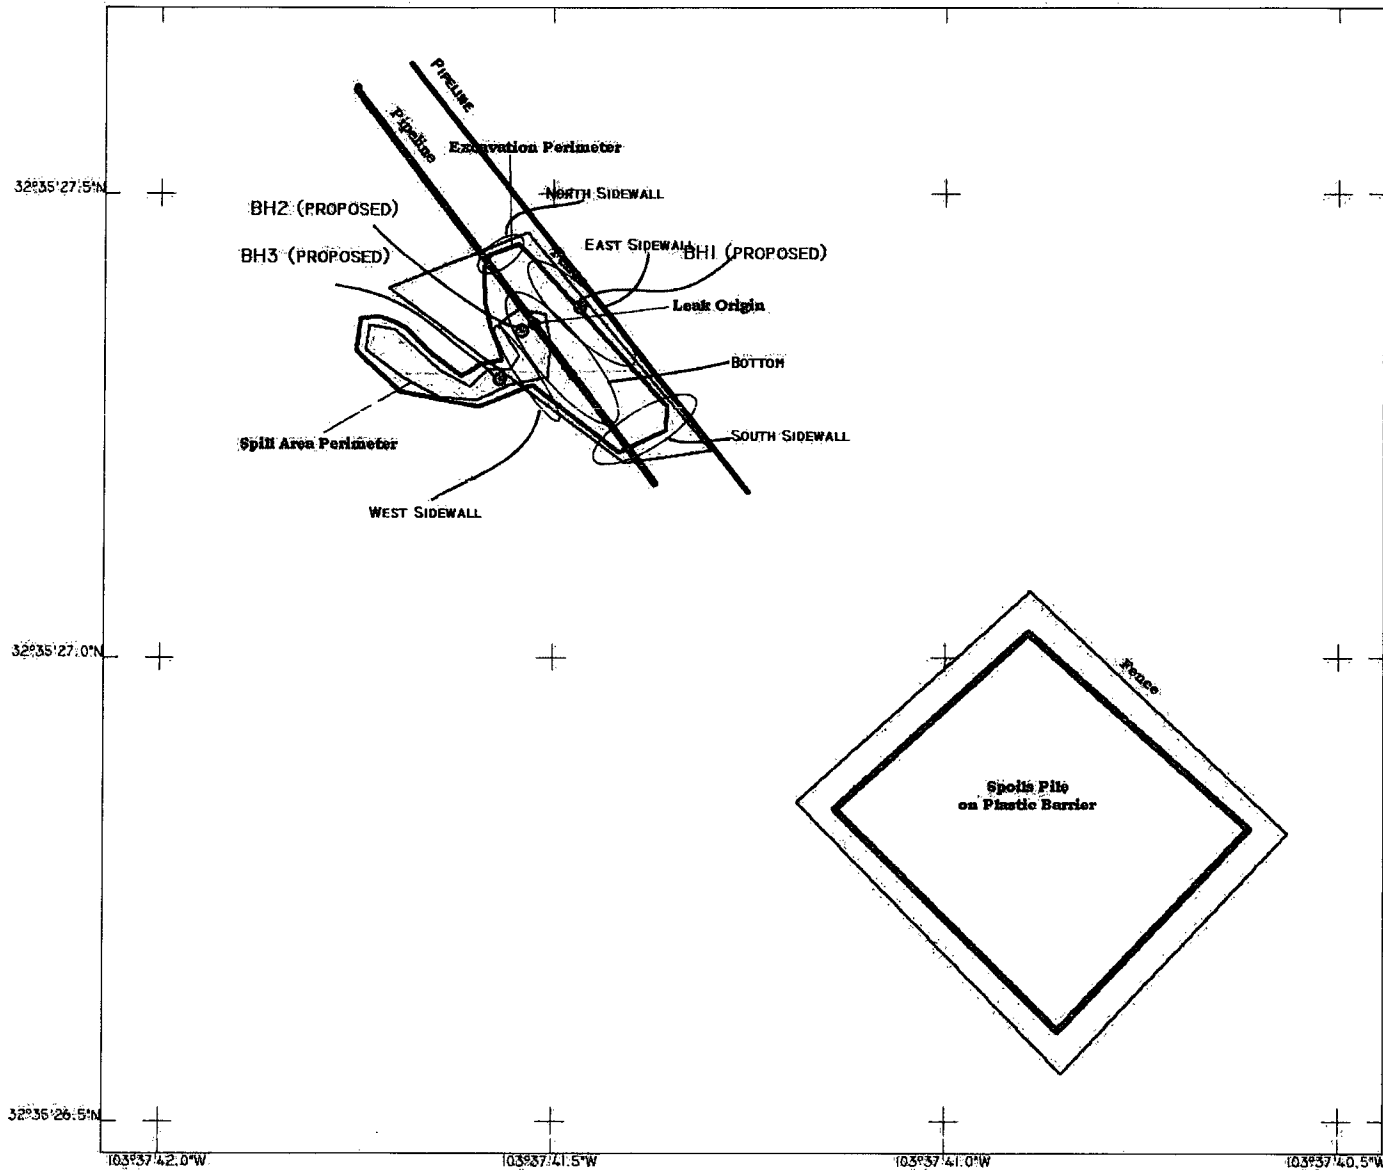 PIPELINE
Pipeline
Excavation Perimeter
32°35'27.5"N
NORTH SIDEWALL
BH2 (PROPOSED)
EAST SIDEWALL
BH1 (PROPOSED)
BH3 (PROPOSED)
Fence
Leak Origin
BOTTOM
Spill Area Perimeter
SOUTH SIDEWALL
WEST SIDEWALL
32°35'27.0"N
Fence
Spoils Pile
on Plastic Barrier
32°35'26.5"N
103°37'42.0"W
103°37'41.5"W
103°37'41.0"W
103°37'40.5"W